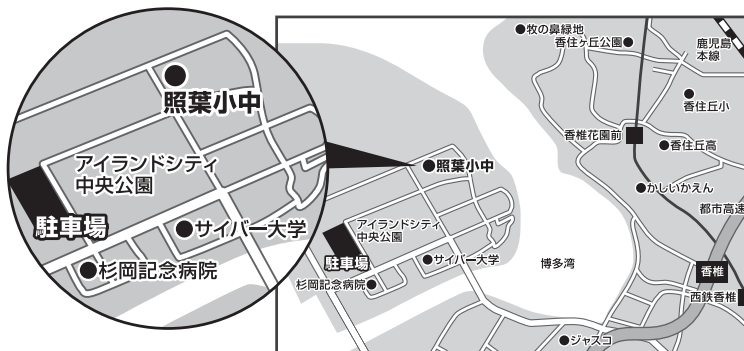 照葉小中
アイランドシティ
中央公園
駐車場
サイバー大学
杉岡記念病院
牧の鼻緑地
香住ヶ丘公園
鹿児島
本線
香住丘小
香椎花園前
香住丘高
照葉小中
かしいかえん
都市高速
アイランドシティ
中央公園
駐車場
サイバー大学
博多湾
香椎
杉岡記念病院
西鉄香椎
ジャスコ